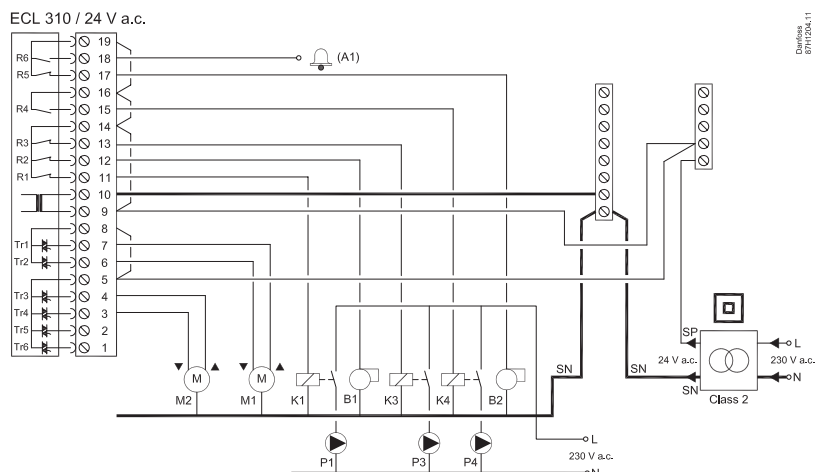 ECL 310 / 24 V a.c.
Danfoss
87H1204.11
19
R6 18 (A1)
R5 17
16
R4 15
14
R3 13
R2 12
R1 11
10
9
8
Tr1 7
Tr2 6
5
Tr3 4
Tr4 3
Tr5 2
Tr6 1
SP L
24 V a.c. 230 V a.c.
SN SN N
SN
Class 2
M M
M2 M1 K1 B1 K3 K4 B2
L
230 V a.c.
P1 P3 P4
N